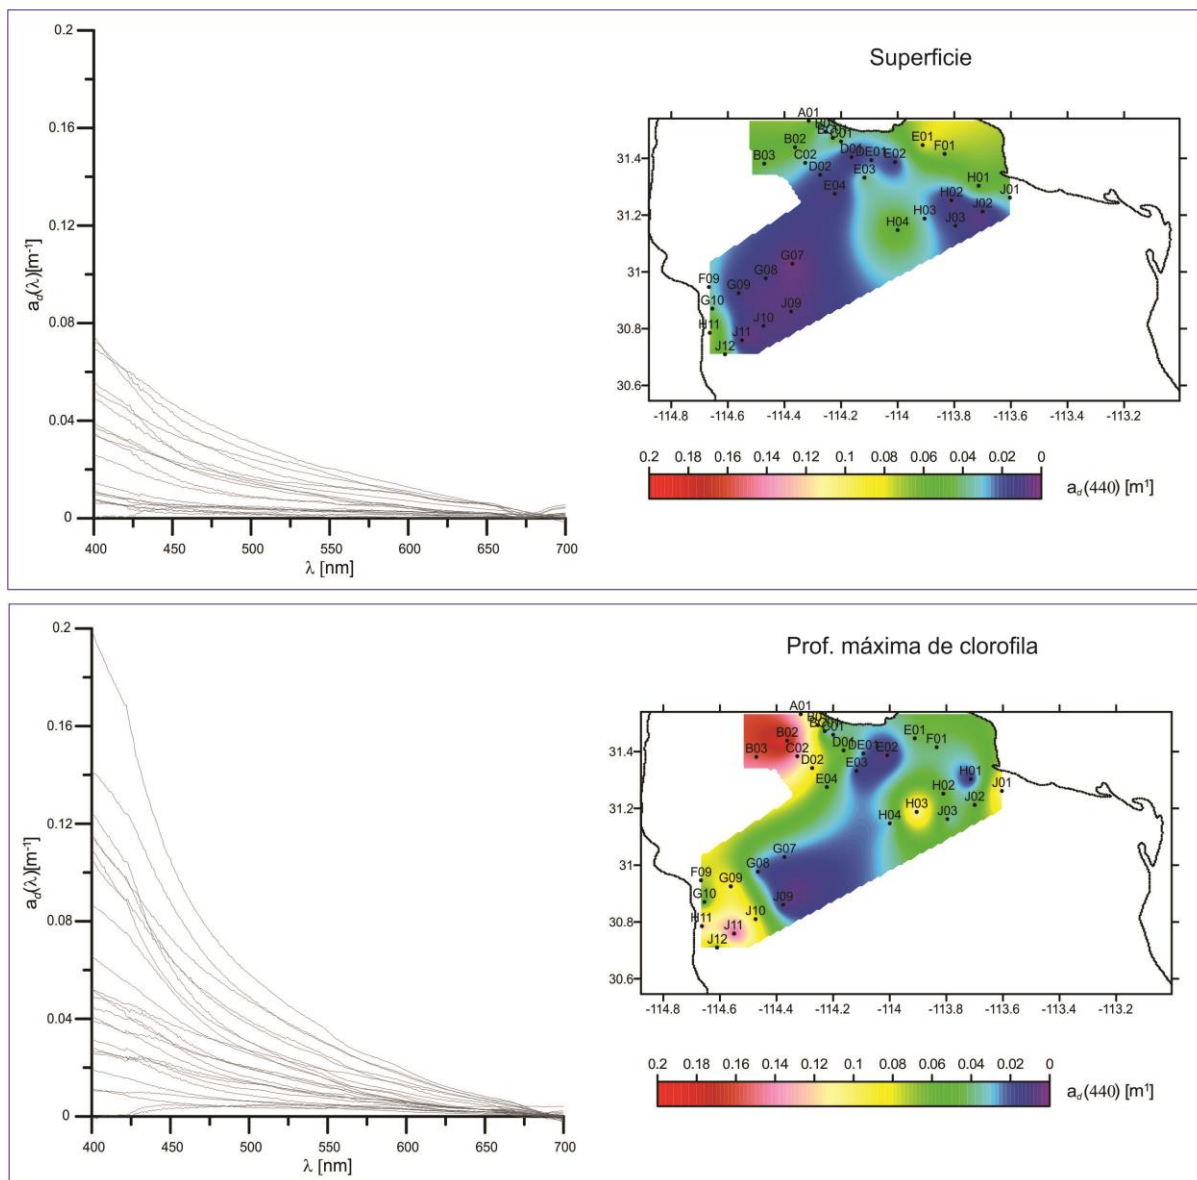 0.2
0.16
0.12
0.08
0.04
0
a_d(λ)[m⁻¹]
400 450 500 550 600 650 700
λ [nm]
Superficie
31.4
31.2
31
30.8
30.6
A01
B02
B03
C02
D02
D01
DE01
E02
E03
E04
E01
F01
H01
J01
H02
H03
J02
J03
H04
G07
G08
G09
F09
G10
H11
J09
J10
J11
J12
-114.8 -114.6 -114.4 -114.2 -114 -113.8 -113.6 -113.4 -113.2
0.2 0.18 0.16 0.14 0.12 0.1 0.08 0.06 0.04 0.02 0
a_d(440) [m¹]
0.2
0.16
0.12
0.08
0.04
0
a_d(λ)[m⁻¹]
400 450 500 550 600 650 700
λ [nm]
Prof. máxima de clorofila
31.4
31.2
31
30.8
30.6
A01
B02
B03
C02
D02
D01
DE01
E02
E03
E04
E01
F01
H01
J01
H02
H03
J02
J03
H04
G07
G08
G09
F09
G10
H11
J09
J10
J11
J12
-114.8 -114.6 -114.4 -114.2 -114 -113.8 -113.6 -113.4 -113.2
0.2 0.18 0.16 0.14 0.12 0.1 0.08 0.06 0.04 0.02 0
a_d(440) [m¹]